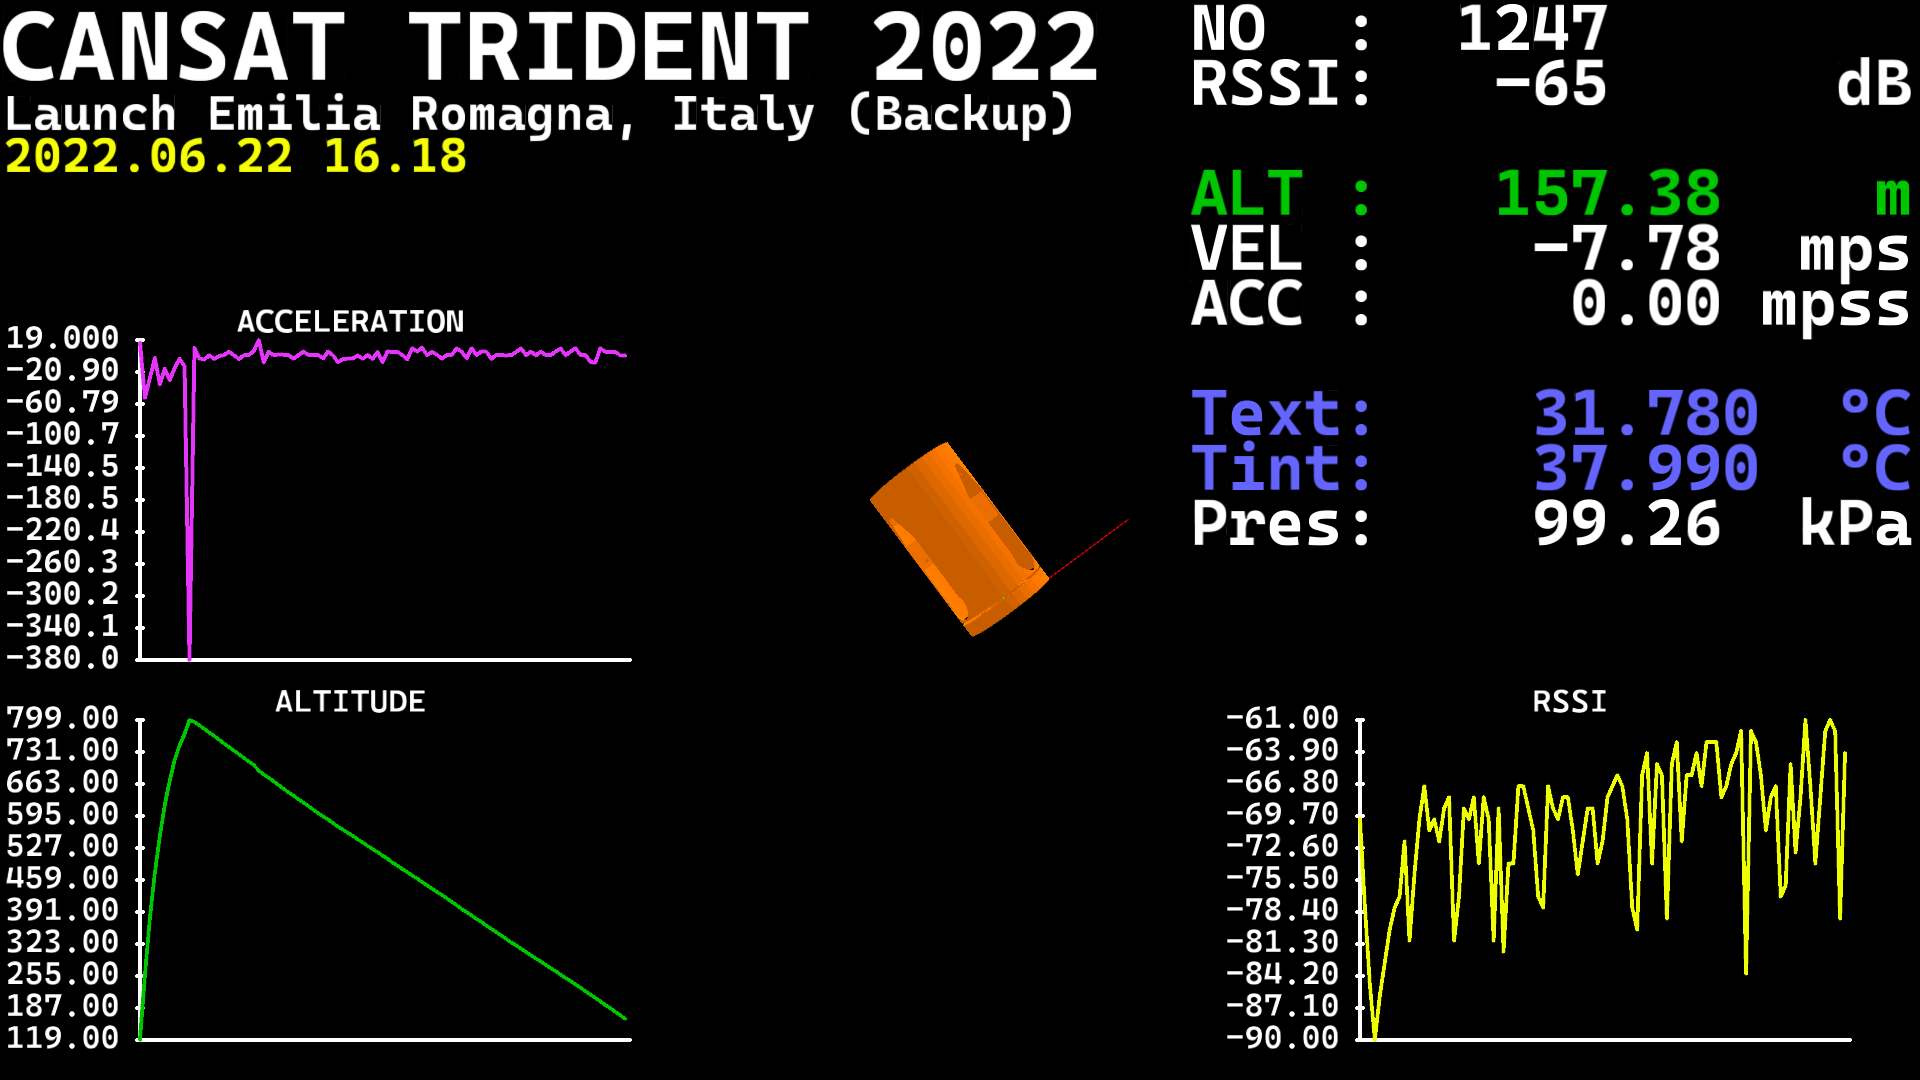 CANSAT TRIDENT 2022
Launch Emilia Romagna, Italy (Backup)
2022.06.22 16.18
NO : 1247
RSSI: -65 dB
ALT : 157.38 m
VEL : -7.78 mps
ACC : 0.00 mpss
Text: 31.780 °C
Tint: 37.990 °C
Pres: 99.26 kPa
ACCELERATION
19.000
-20.90
-60.79
-100.7
-140.5
-180.5
-220.4
-260.3
-300.2
-340.1
-380.0
ALTITUDE
799.00
731.00
663.00
595.00
527.00
459.00
391.00
323.00
255.00
187.00
119.00
RSSI
-61.00
-63.90
-66.80
-69.70
-72.60
-75.50
-78.40
-81.30
-84.20
-87.10
-90.00